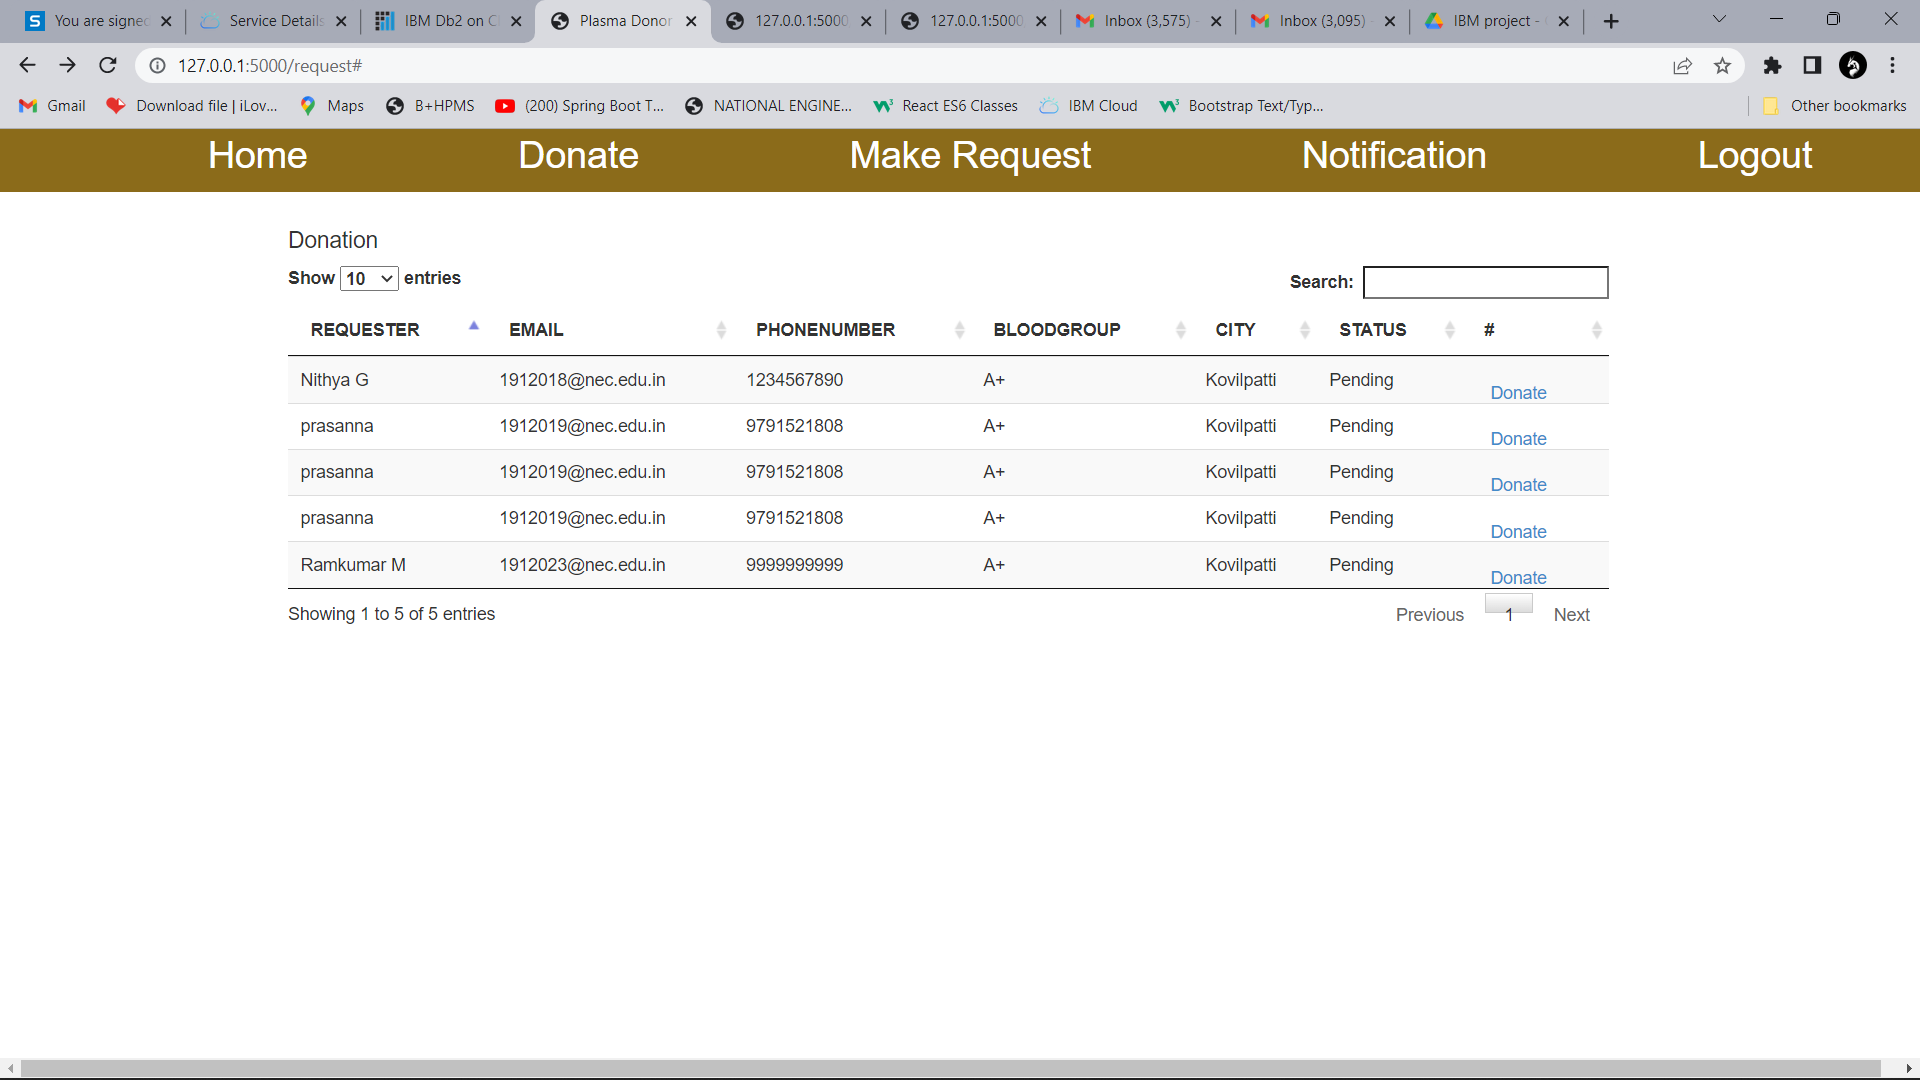 You are signed Service Details IBM Db2 on Cl Plasma Donor 127.0.0.1:5000 127.0.0.1:5000 Inbox (3,575) - Inbox (3,095) - IBM project -
127.0.0.1:5000/request#
Gmail Download file | iLov... Maps B+HPMS (200) Spring Boot T... NATIONAL ENGINE... React ES6 Classes IBM Cloud Bootstrap Text/Typ... Other bookmarks
Home Donate Make Request Notification Logout
Donation
Show 10 entries Search:
REQUESTER EMAIL PHONENUMBER BLOODGROUP CITY STATUS #
Nithya G 1912018@nec.edu.in 1234567890 A+ Kovilpatti Pending Donate
prasanna 1912019@nec.edu.in 9791521808 A+ Kovilpatti Pending Donate
prasanna 1912019@nec.edu.in 9791521808 A+ Kovilpatti Pending Donate
prasanna 1912019@nec.edu.in 9791521808 A+ Kovilpatti Pending Donate
Ramkumar M 1912023@nec.edu.in 9999999999 A+ Kovilpatti Pending Donate
Showing 1 to 5 of 5 entries Previous 1 Next